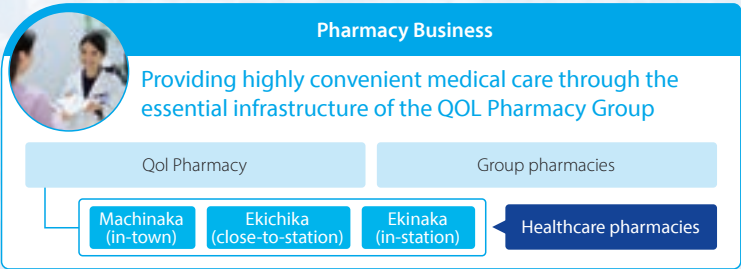 Pharmacy Business
Providing highly convenient medical care through the
essential infrastructure of the QOL Pharmacy Group
Qol Pharmacy
Group pharmacies
Machinaka
(in-town)
Ekichika
(close-to-station)
Ekinaka
(in-station)
Healthcare pharmacies